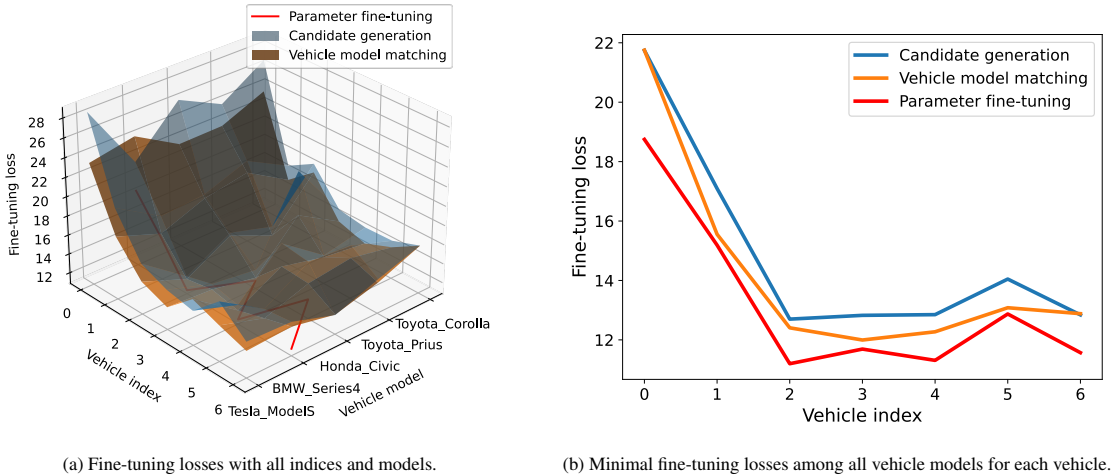 Parameter fine-tuning
Candidate generation
Vehicle model matching
Fine-tuning loss
28
26
24
22
20
18
16
14
12
0
1
2
3
4
5
6
Vehicle index
Tesla_ModelS
BMW_Series4
Honda_Civic
Toyota_Prius
Toyota_Corolla
Vehicle model
(a) Fine-tuning losses with all indices and models.
Candidate generation
Vehicle model matching
Parameter fine-tuning
Fine-tuning loss
22
20
18
16
14
12
0 1 2 3 4 5 6
Vehicle index
(b) Minimal fine-tuning losses among all vehicle models for each vehicle.